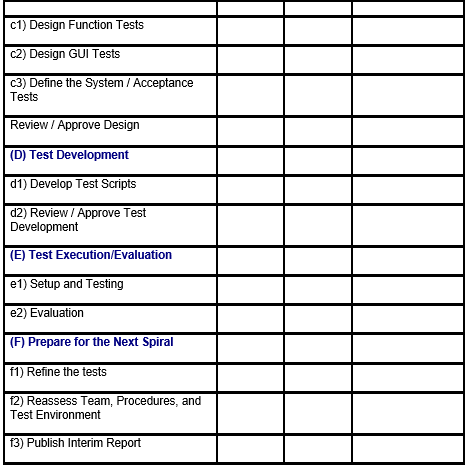 c1) Design Function Tests
c2) Design GUI Tests
c3) Define the System / Acceptance
Tests
Review / Approve Design
(D) Test Development
d1) Develop Test Scripts
d2) Review / Approve Test
Development
(E) Test Execution/Evaluation
e1) Setup and Testing
e2) Evaluation
(F) Prepare for the Next Spiral
f1) Refine the tests
f2) Reassess Team, Procedures, and
Test Environment
f3) Publish Interim Report